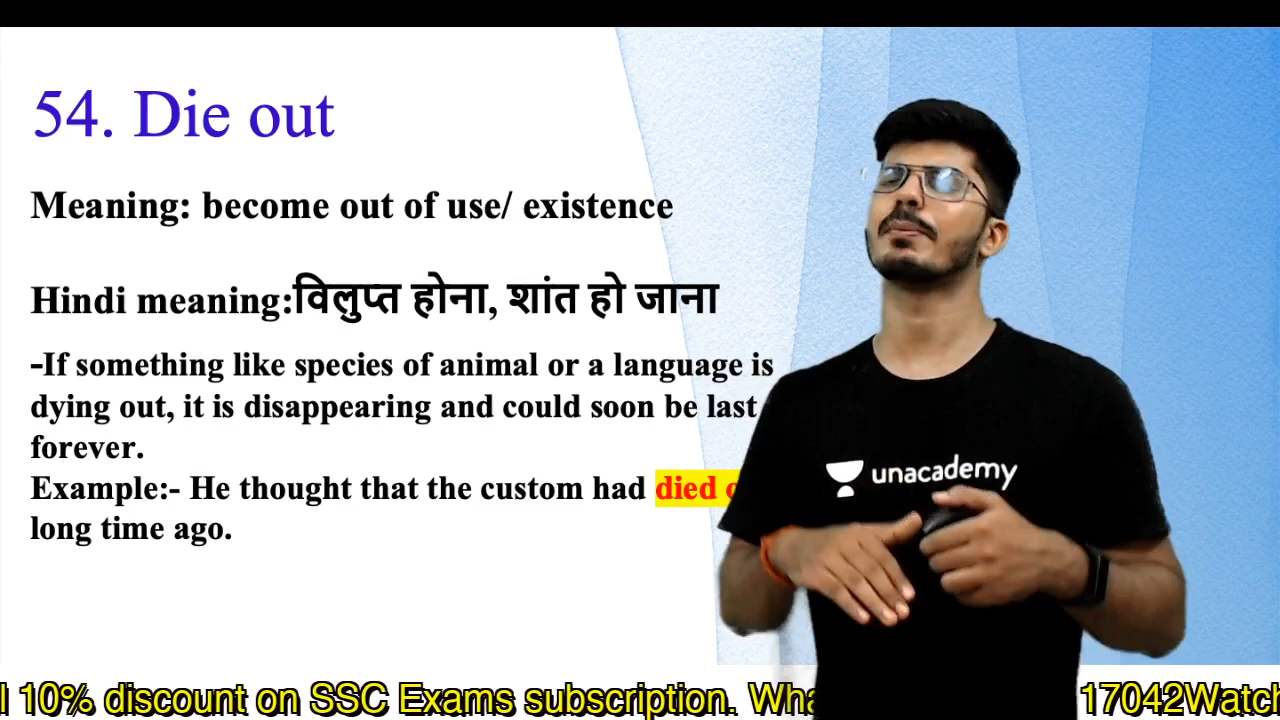 54. Die out
Meaning: become out of use/ existence
Hindi meaning:विलुप्त होना, शांत हो जाना
-If something like species of animal or a language is
dying out, it is disappearing and could soon be last
forever.
Example:- He thought that the custom had died
long time ago.
unacademy
10% discount on SSC Exams subscription.
17042Watch